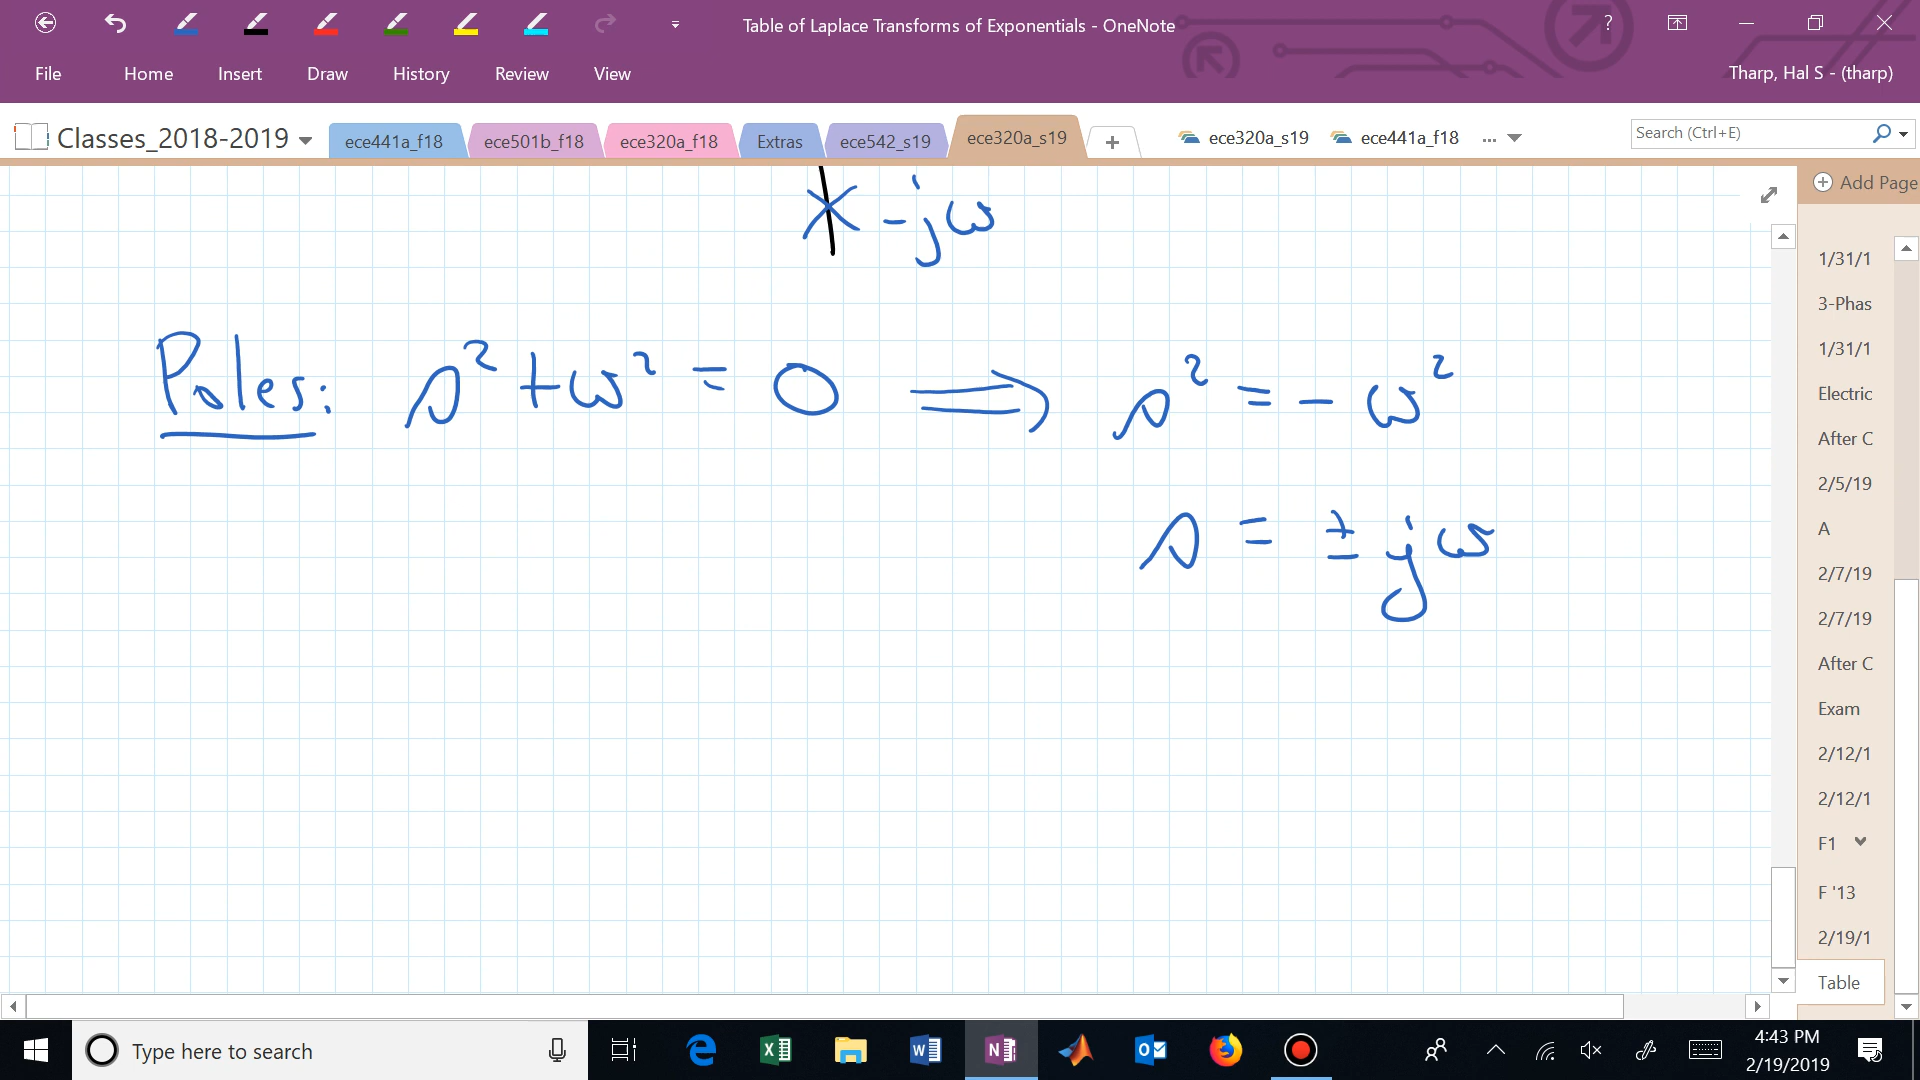 Table of Laplace Transforms of Exponentials - OneNote
?
File Home Insert Draw History Review View
Tharp, Hal S - (tharp)
Classes_2018-2019
ece441a_f18
ece501b_f18
ece320a_f18
Extras
ece542_s19
ece320a_s19
+
ece320a_s19
ece441a_f18
...
Search (Ctrl+E)
Add Page
-jω
Poles: s² + ω² = 0 ⟹ s² = -ω²
s = ± jω
1/31/1
3-Phas
1/31/1
Electric
After C
2/5/19
A
2/7/19
2/7/19
After C
Exam
2/12/1
2/12/1
F1
F '13
2/19/1
Table
Type here to search
4:43 PM
2/19/2019